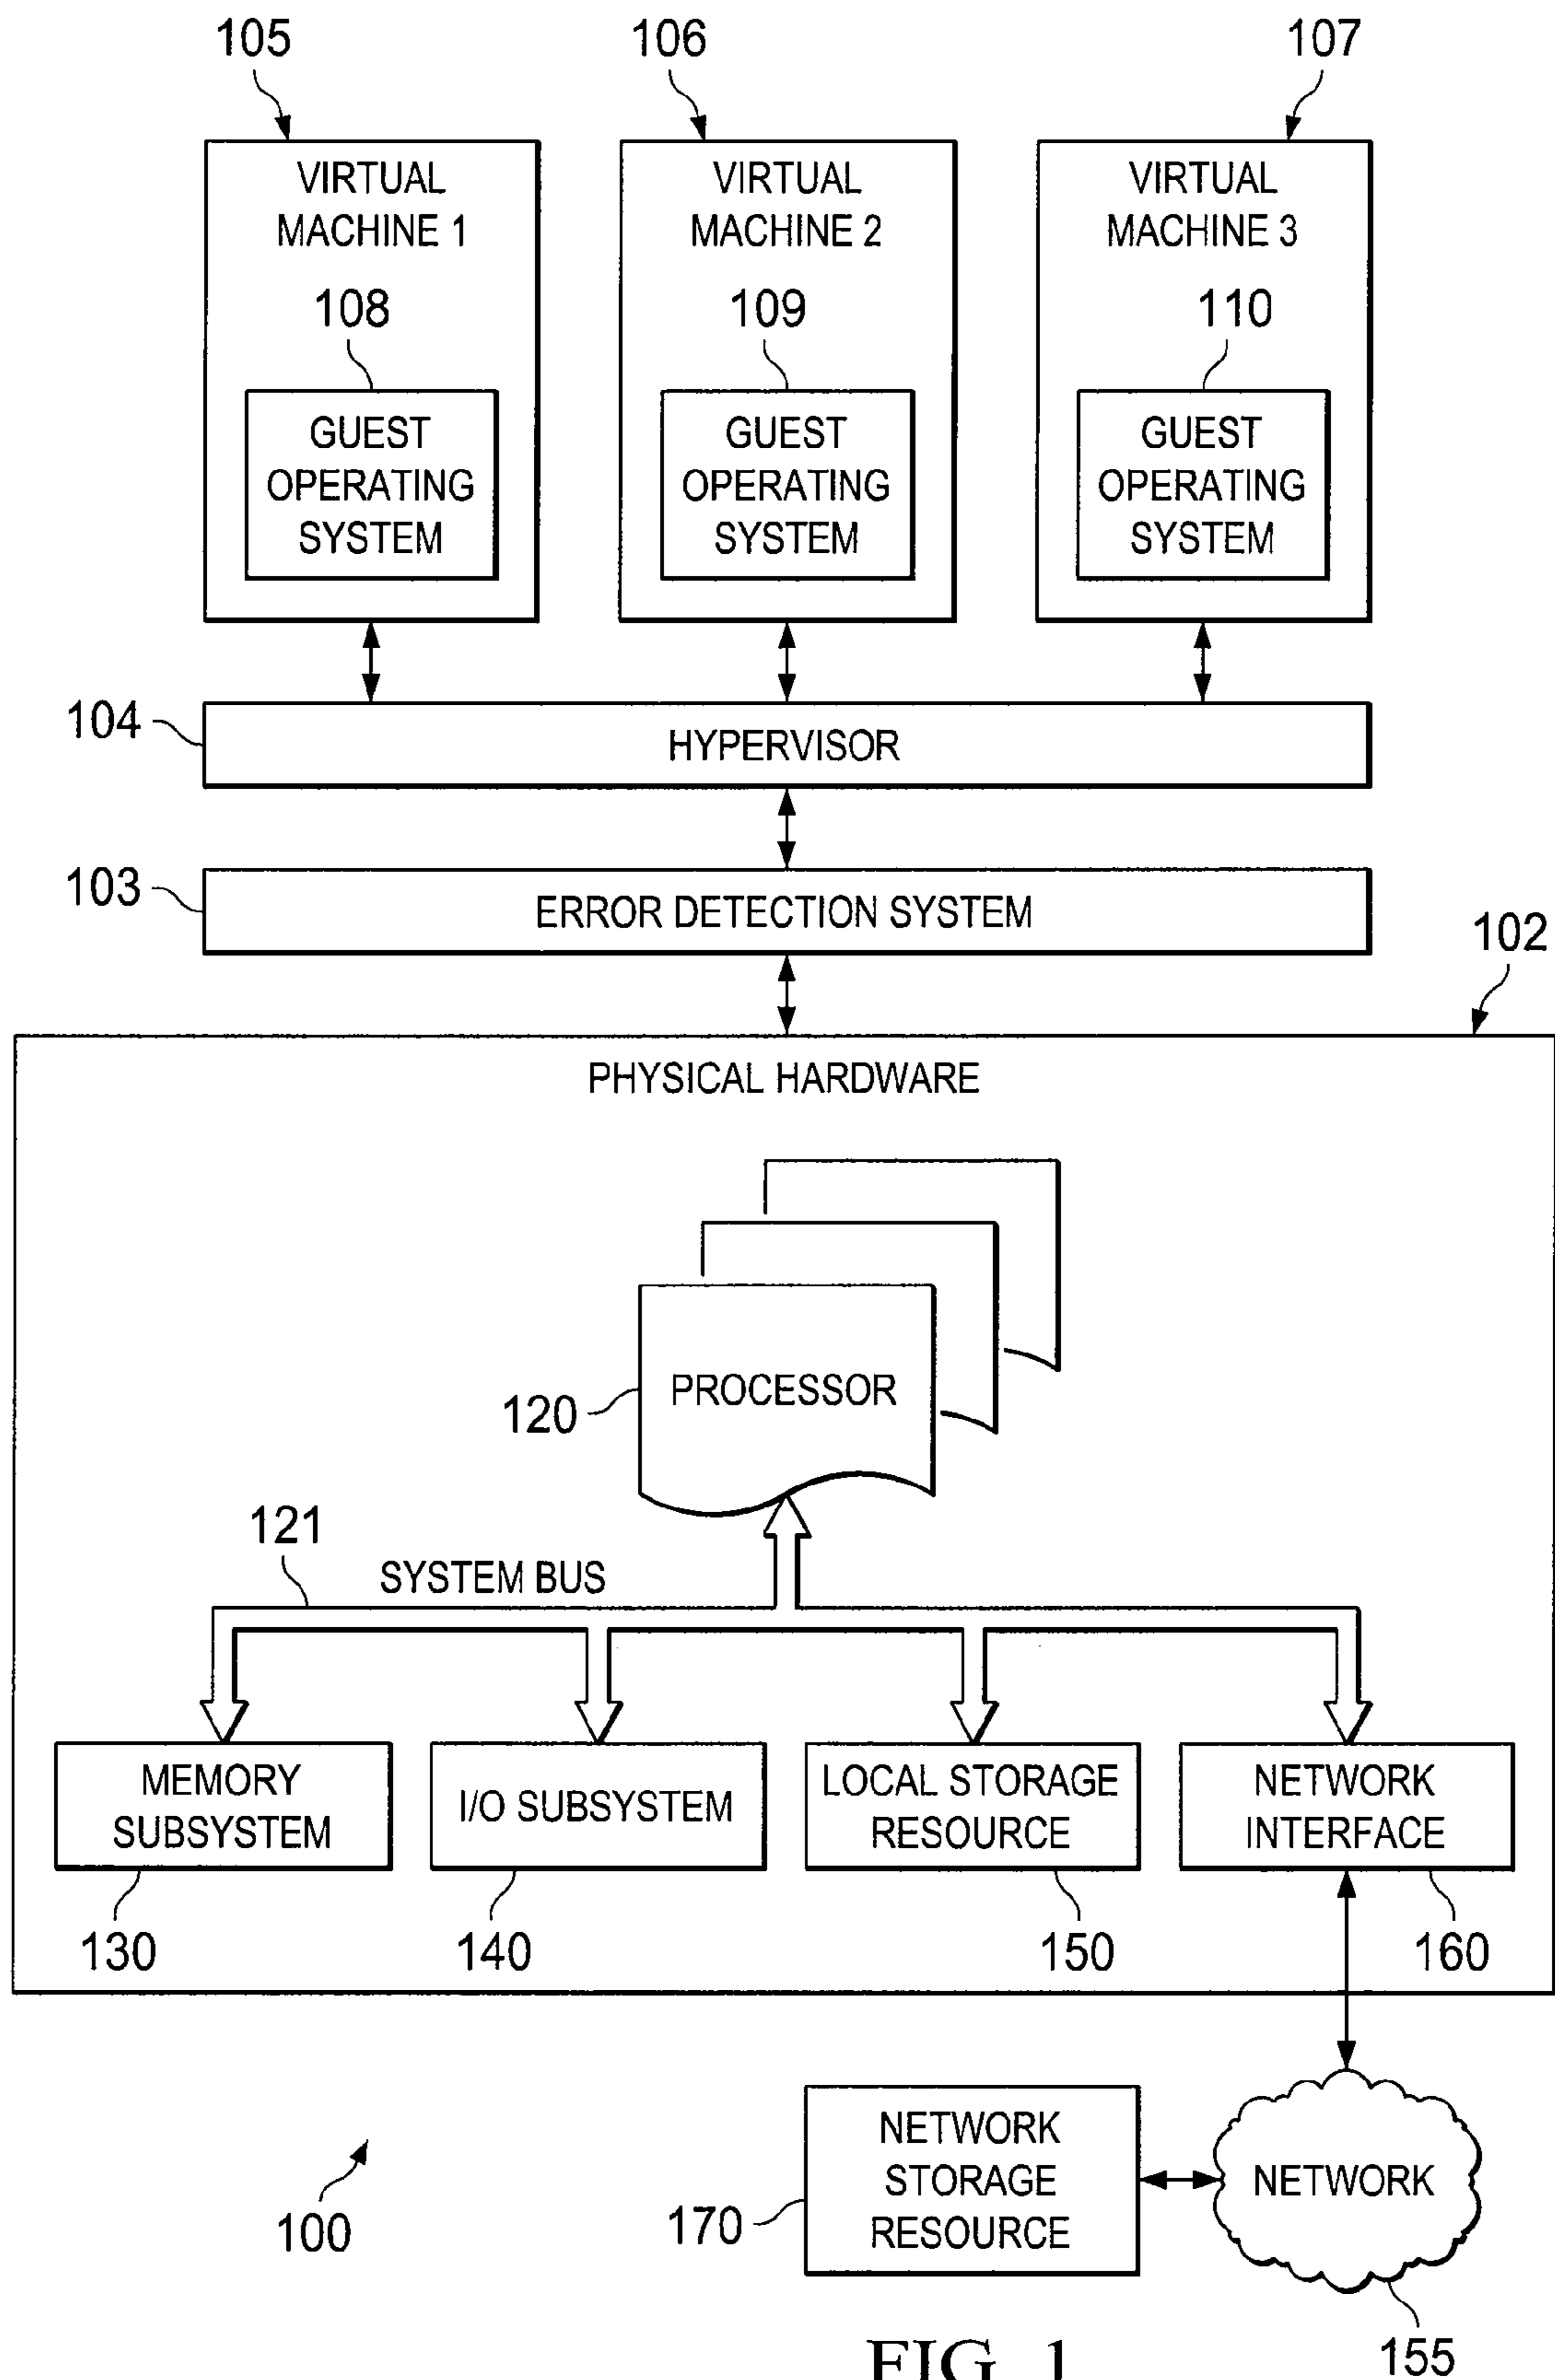 105
106
107
VIRTUAL
MACHINE 1
VIRTUAL
MACHINE 2
VIRTUAL
MACHINE 3
108
109
110
GUEST
OPERATING
SYSTEM
GUEST
OPERATING
SYSTEM
GUEST
OPERATING
SYSTEM
104
HYPERVISOR
103
ERROR DETECTION SYSTEM
102
PHYSICAL HARDWARE
120
PROCESSOR
121
SYSTEM BUS
MEMORY
SUBSYSTEM
I/O SUBSYSTEM
LOCAL STORAGE
RESOURCE
NETWORK
INTERFACE
130
140
150
160
100
170
NETWORK
STORAGE
RESOURCE
NETWORK
155
FIG. 1